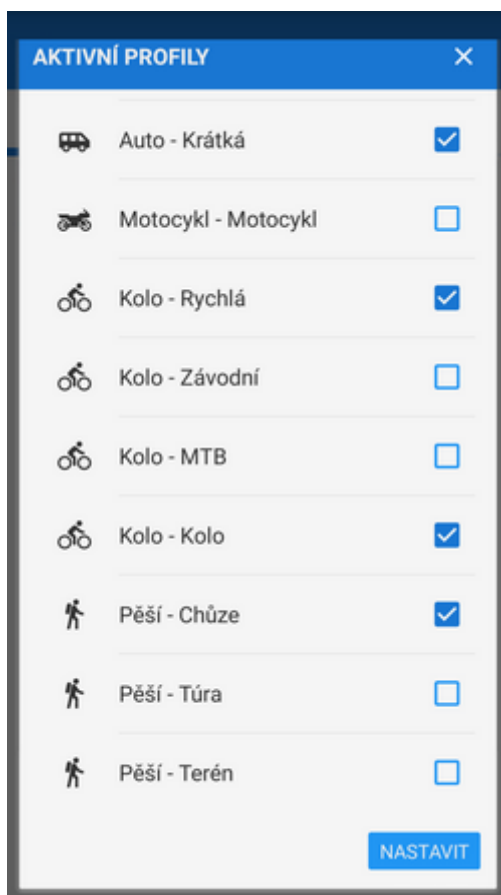 AKTIVNÍ PROFILY
Auto - Krátká
Motocykl - Motocykl
Kolo - Rychlá
Kolo - Závodní
Kolo - MTB
Kolo - Kolo
Pěší - Chůze
Pěší - Túra
Pěší - Terén
NASTAVIT